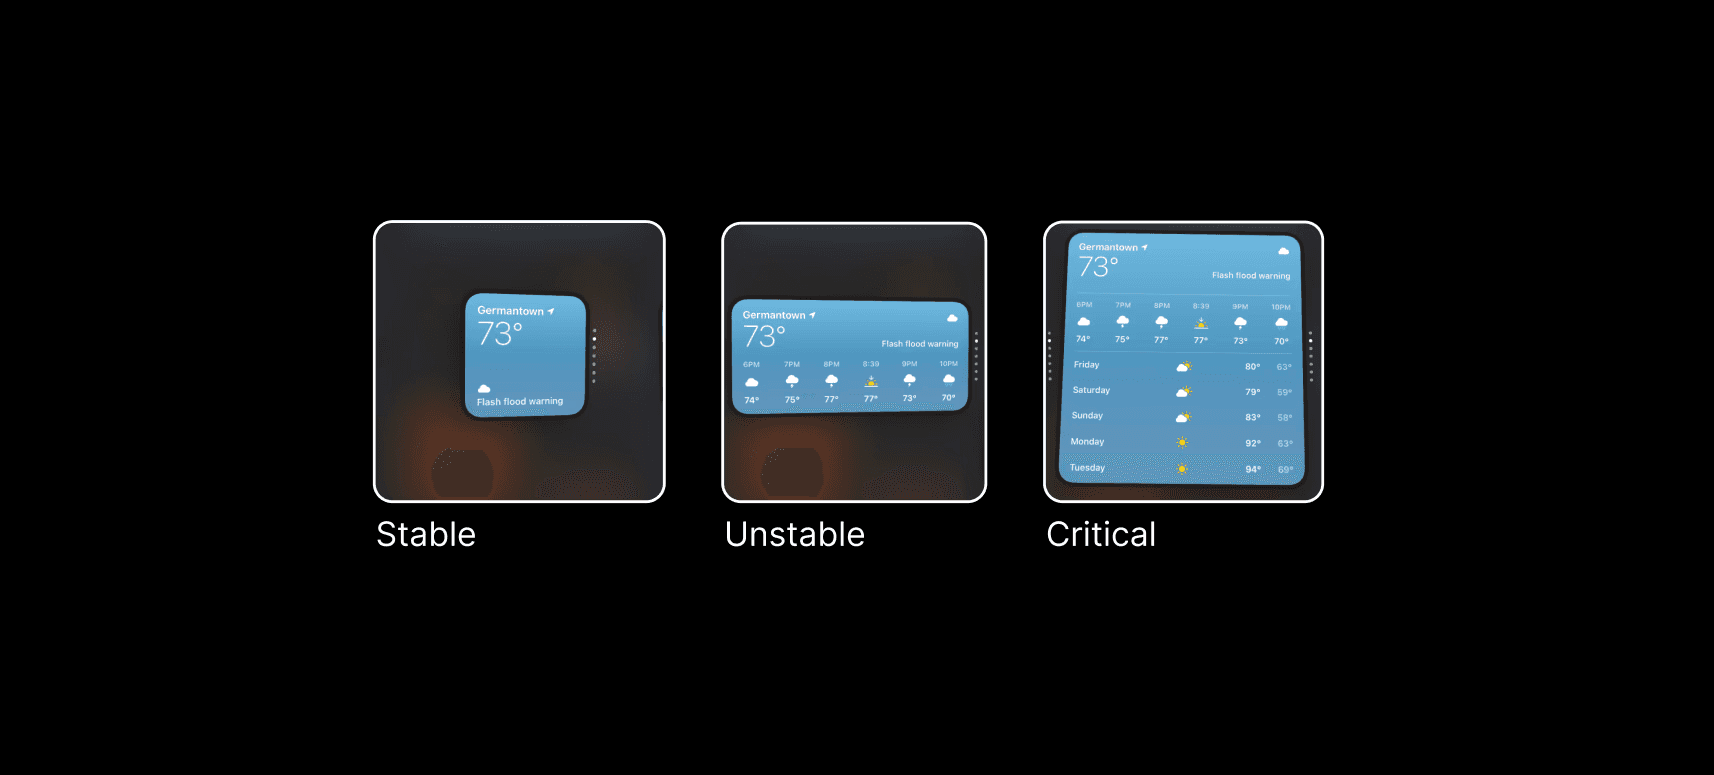 Germantown
73°
Flash flood warning
Stable
Germantown
73°
Flash flood warning
6PM 7PM 8PM 8:39 9PM 10PM
74° 75° 77° 77° 73° 70°
Unstable
Germantown
73°
Flash flood warning
6PM 7PM 8PM 8:39 9PM 10PM
74° 75° 77° 77° 73° 70°
Friday 80° 63°
Saturday 79° 59°
Sunday 83° 58°
Monday 92° 63°
Tuesday 94° 69°
Critical